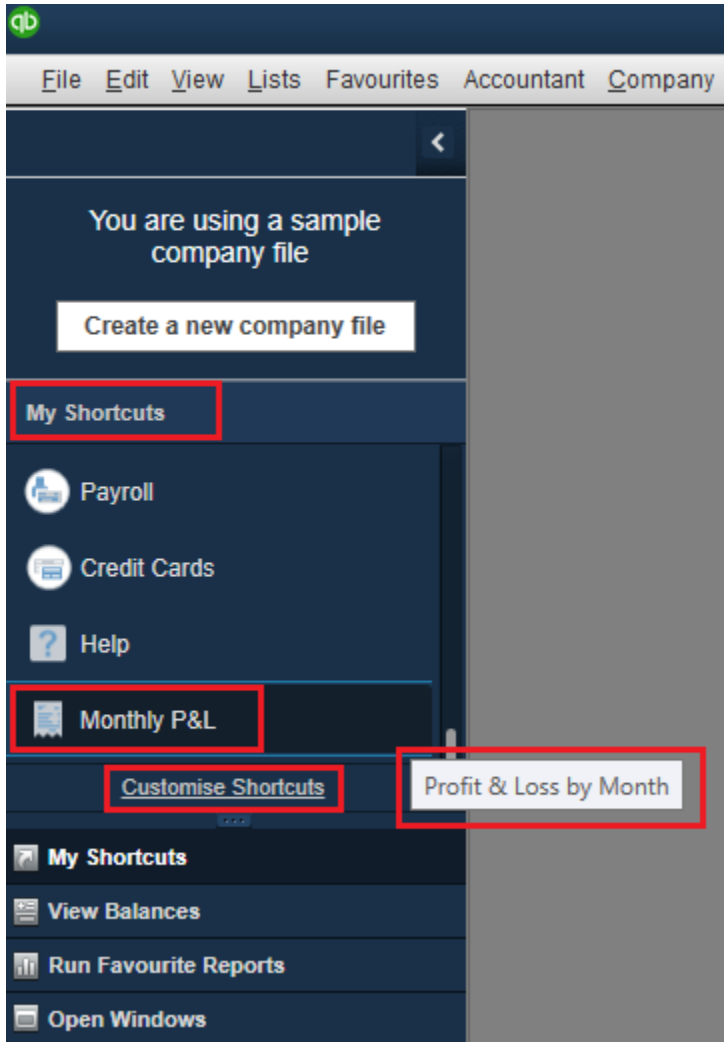 qb
File Edit View Lists Favourites Accountant Company
You are using a sample
company file
Create a new company file
My Shortcuts
Payroll
Credit Cards
? Help
Monthly P&L
Customise Shortcuts
Profit & Loss by Month
My Shortcuts
View Balances
Run Favourite Reports
Open Windows